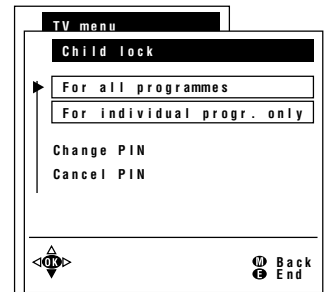 TV menu
Child lock
For all programmes
For individual progr. only
Change PIN
Cancel PIN
OK
M Back
E End